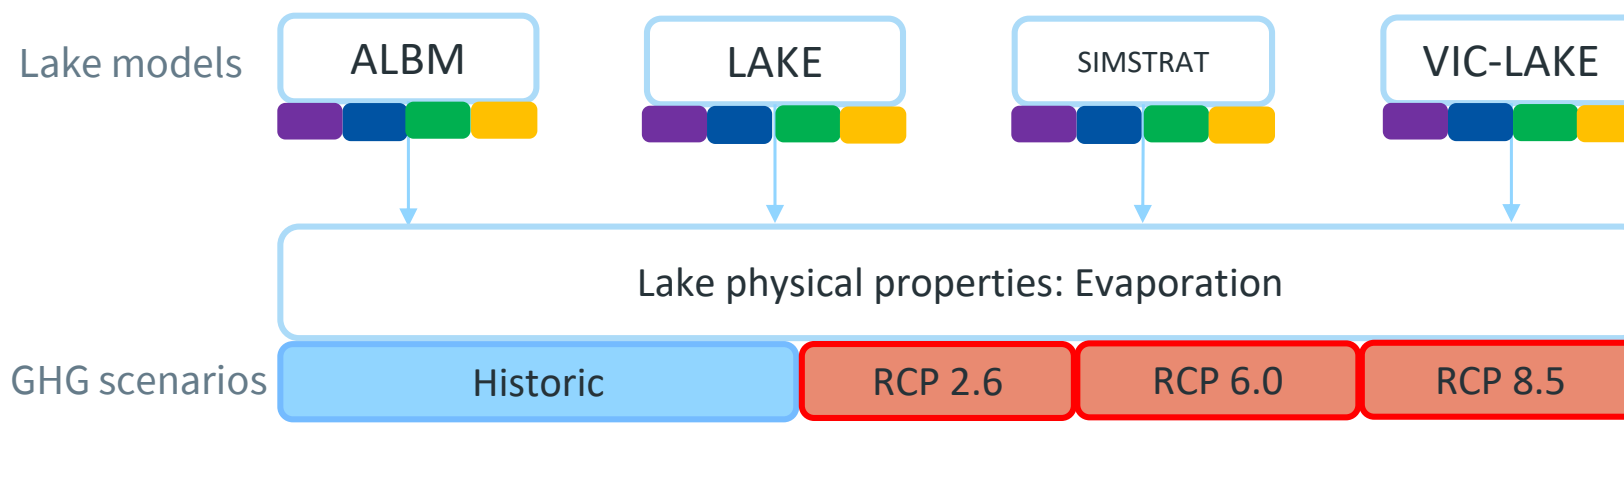 Lake models
ALBM
LAKE
SIMSTRAT
VIC-LAKE
Lake physical properties: Evaporation
GHG scenarios
Historic
RCP 2.6
RCP 6.0
RCP 8.5